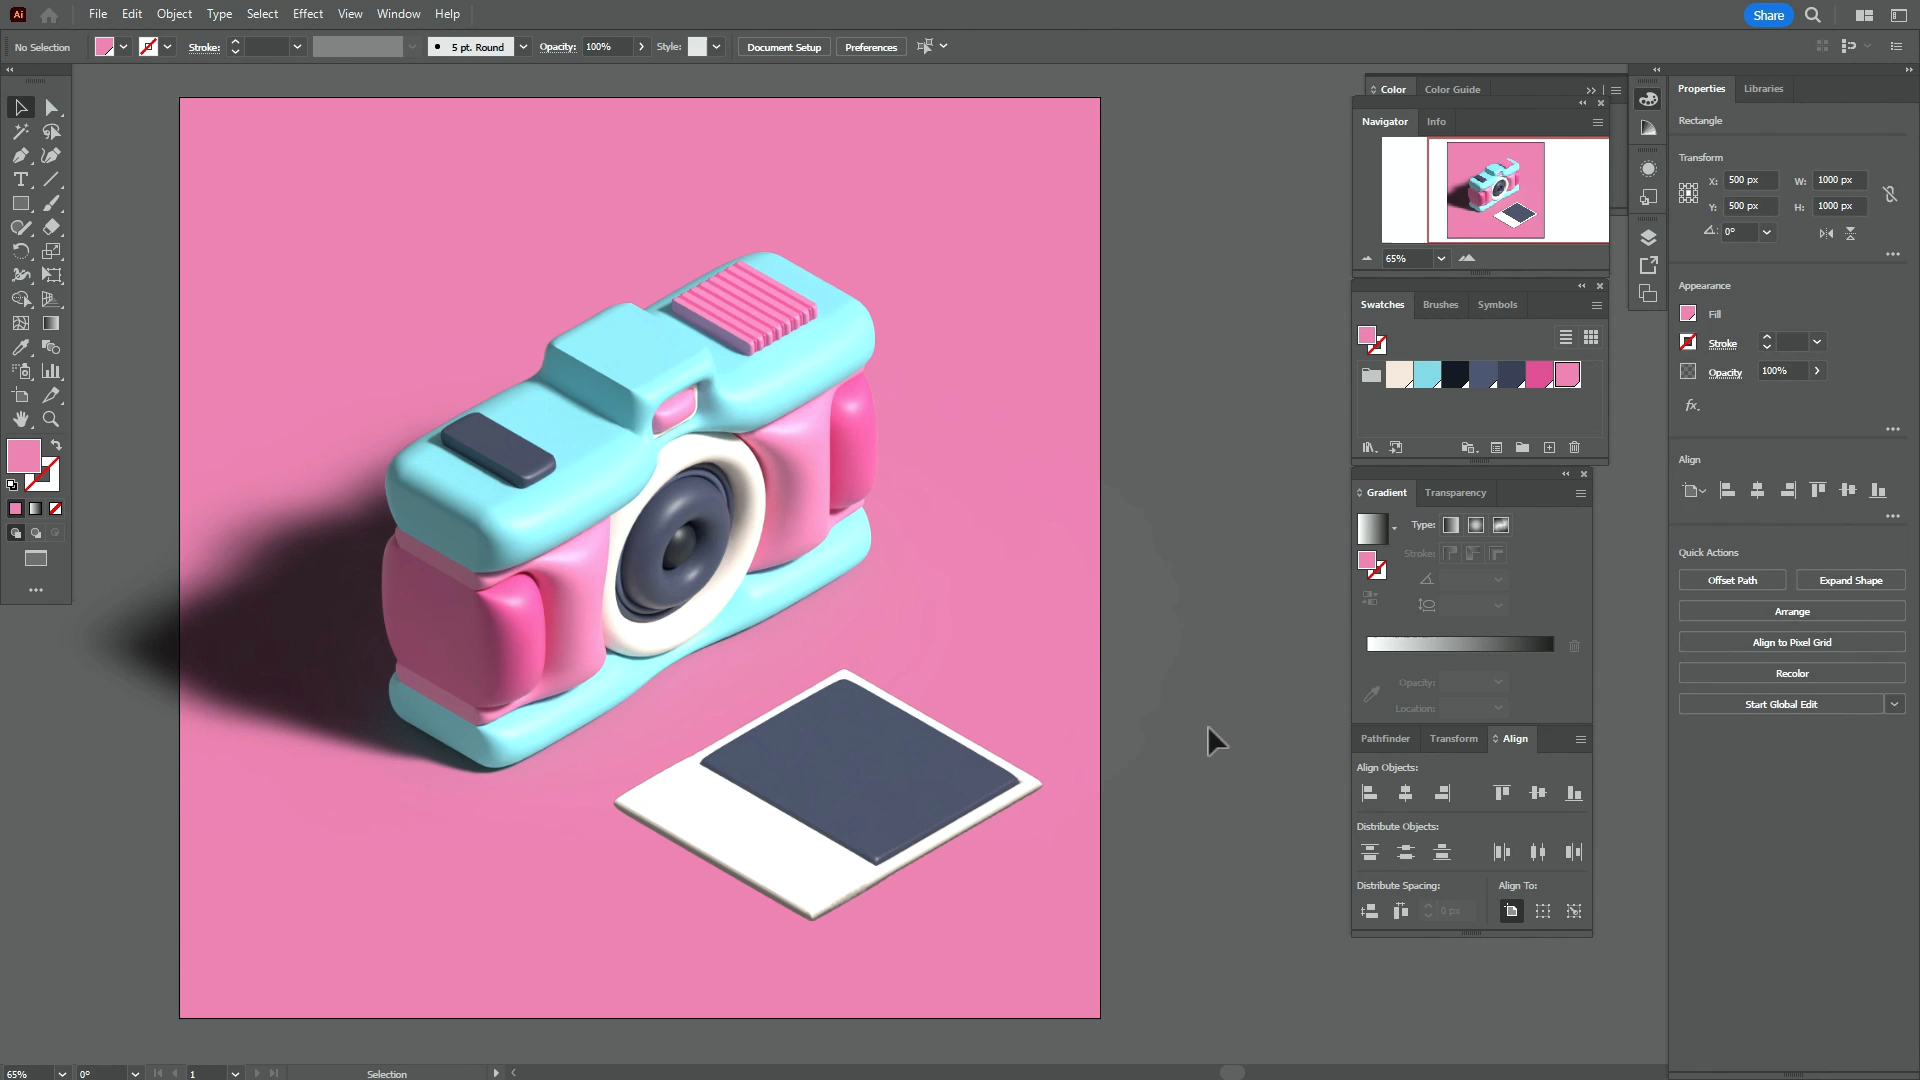 Ai File Edit Object Type Select Effect View Window Help Share
No Selection Stroke: 5 pt. Round Opacity: 100% Style: Document Setup Preferences
Color Color Guide
Navigator Info
65%
Swatches Brushes Symbols
Gradient Transparency
Type:
Stroke:
Opacity:
Location:
Pathfinder Transform Align
Align Objects:
Distribute Objects:
Distribute Spacing: Align To:
0 px
Properties Libraries
Rectangle
Transform
X: 500 px W: 1000 px
Y: 500 px H: 1000 px
0°
Appearance
Fill
Stroke
Opacity 100%
fx.
Align
Quick Actions
Offset Path Expand Shape
Arrange
Align to Pixel Grid
Recolor
Start Global Edit
65% 0° 1 Selection